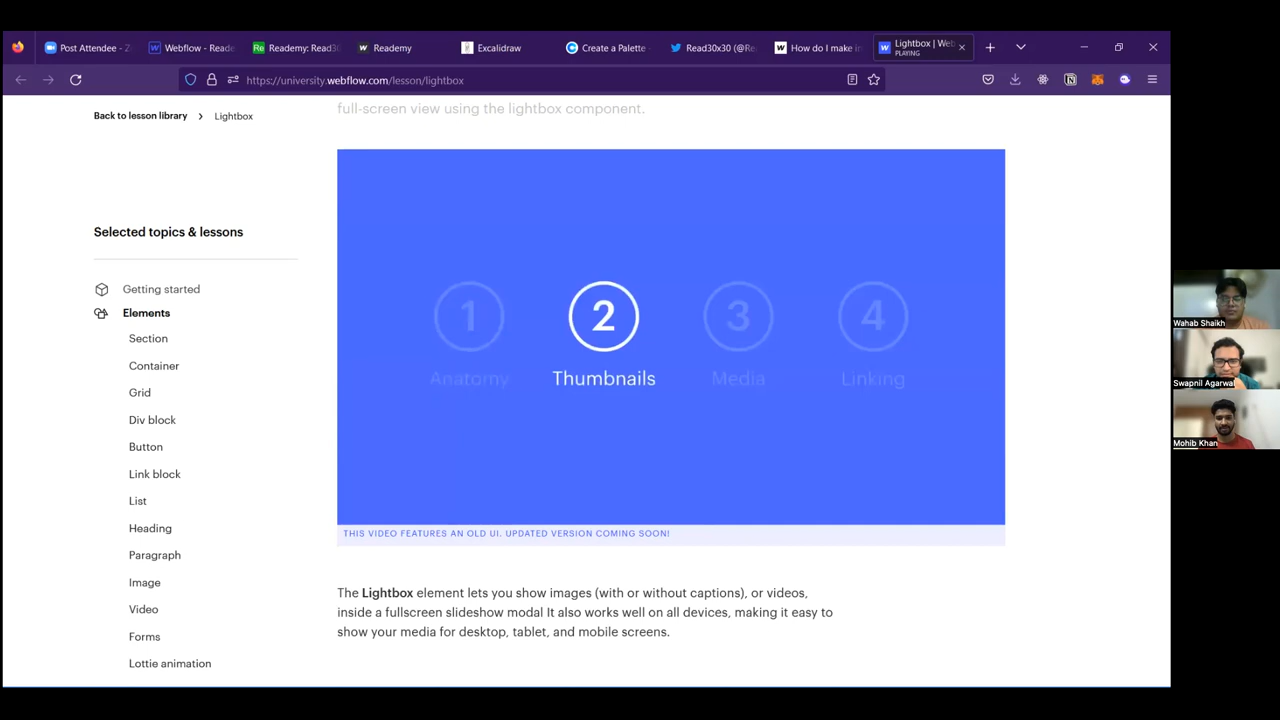 Post Attendee - Z
Webflow - Reade
Re Reademy: Read30
Reademy
Excalidraw
Create a Palette -
Read30x30 (@Re
How do I make in
Lightbox | Web
PLAYING
https://university.webflow.com/lesson/lightbox
Back to lesson library > Lightbox
full-screen view using the lightbox component.
Selected topics & lessons
Getting started
Elements
Section
Container
Grid
Div block
Button
Link block
List
Heading
Paragraph
Image
Video
Forms
Lottie animation
1 2 3 4
Anatomy Thumbnails Media Linking
THIS VIDEO FEATURES AN OLD UI. UPDATED VERSION COMING SOON!
The Lightbox element lets you show images (with or without captions), or videos,
inside a fullscreen slideshow modal It also works well on all devices, making it easy to
show your media for desktop, tablet, and mobile screens.
Wahab Shaikh
Swapnil Agarwal
Mohib Khan